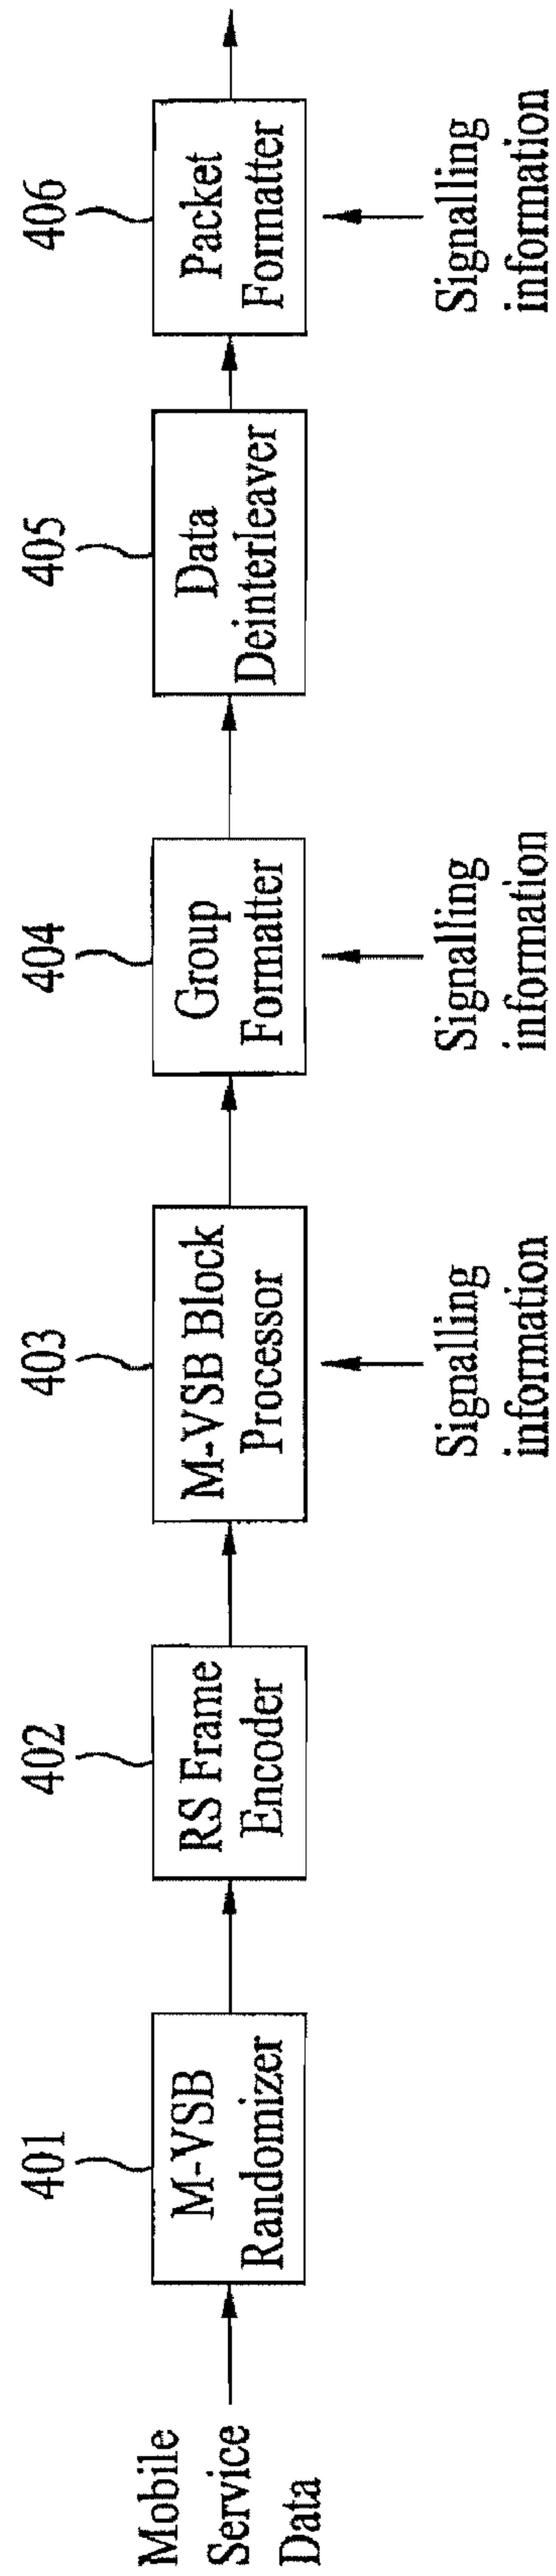 Mobile
Service
Data
401
M-VSB
Randomizer
402
RS Frame
Encoder
403
M-VSB Block
Processor
Signalling
information
404
Group
Formatter
Signalling
information
405
Data
Deinterleaver
406
Packet
Formatter
Signalling
information